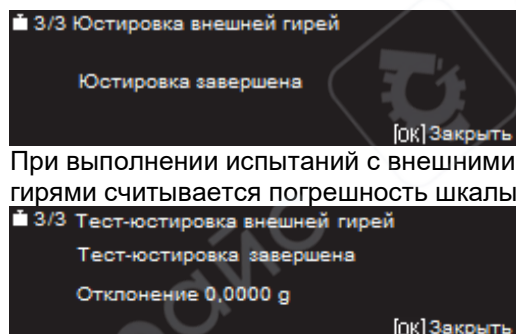 3/3 Юстировка внешней гирей
Юстировка завершена
[OK] Закрыть
При выполнении испытаний с внешними
гирями считывается погрешность шкалы
3/3 Тест-юстировка внешней гирей
Тест-юстировка завершена
Отклонение 0,0000 g
[OK] Закрыть